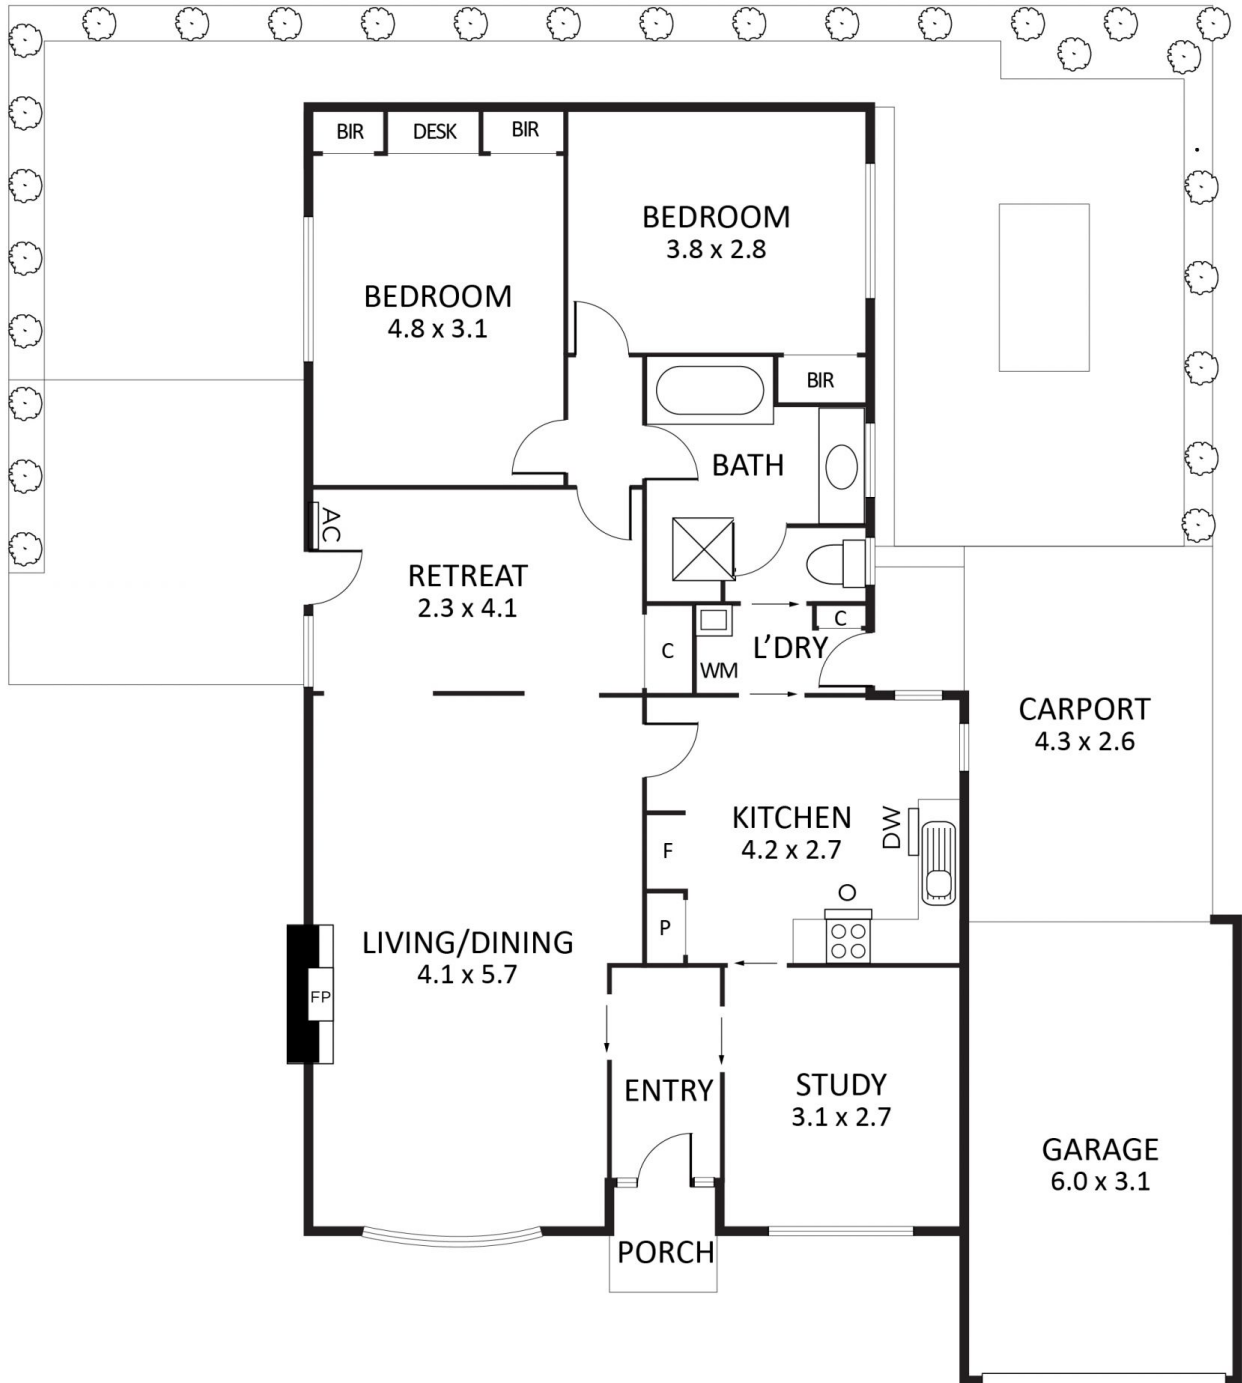 BIR
DESK
BIR
BEDROOM
3.8 x 2.8
BEDROOM
4.8 x 3.1
BIR
BATH
AC
RETREAT
2.3 x 4.1
C
C
L'DRY
WM
CARPORT
4.3 x 2.6
KITCHEN
4.2 x 2.7
DW
F
P
LIVING/DINING
4.1 x 5.7
FP
ENTRY
STUDY
3.1 x 2.7
GARAGE
6.0 x 3.1
PORCH